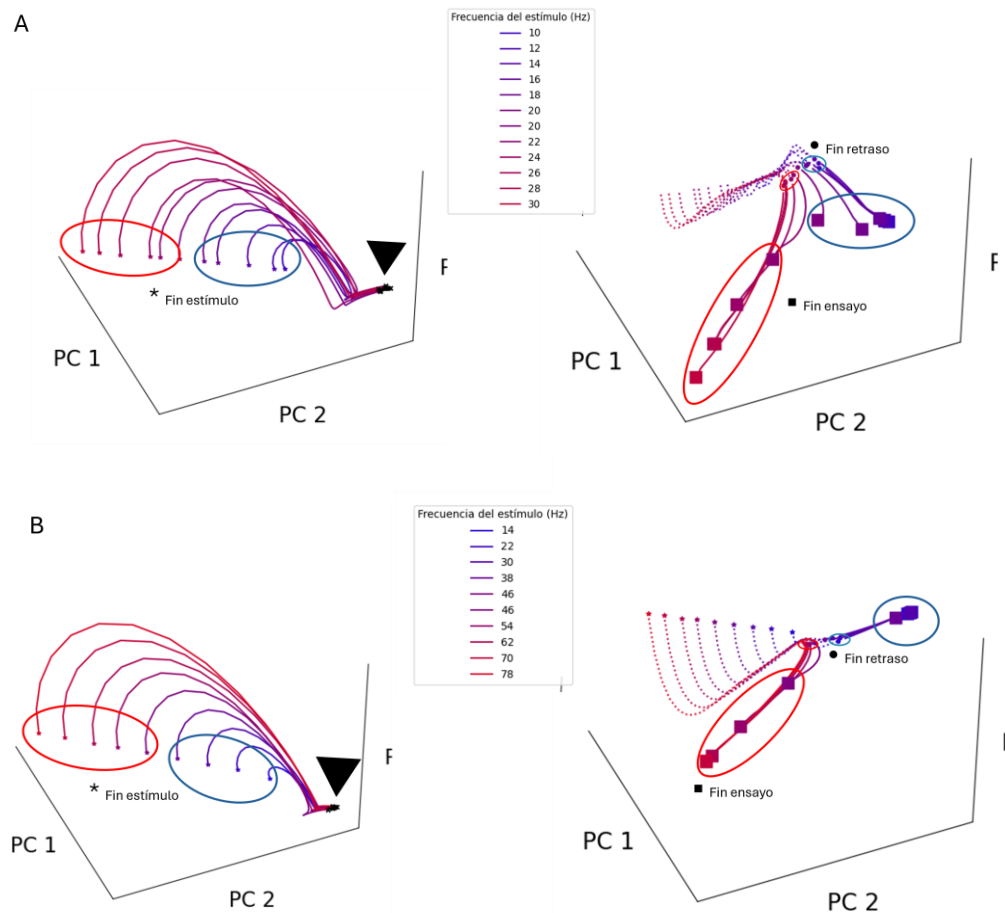 A
PC 1
PC 2
F
* Fin estímulo
Frecuencia del estímulo (Hz)
10
12
14
16
18
20
20
22
24
26
28
30
Fin retraso
Fin ensayo
PC 1
PC 2
F
B
PC 1
PC 2
F
* Fin estímulo
Frecuencia del estímulo (Hz)
14
22
30
38
46
46
54
62
70
78
Fin retraso
Fin ensayo
PC 1
PC 2